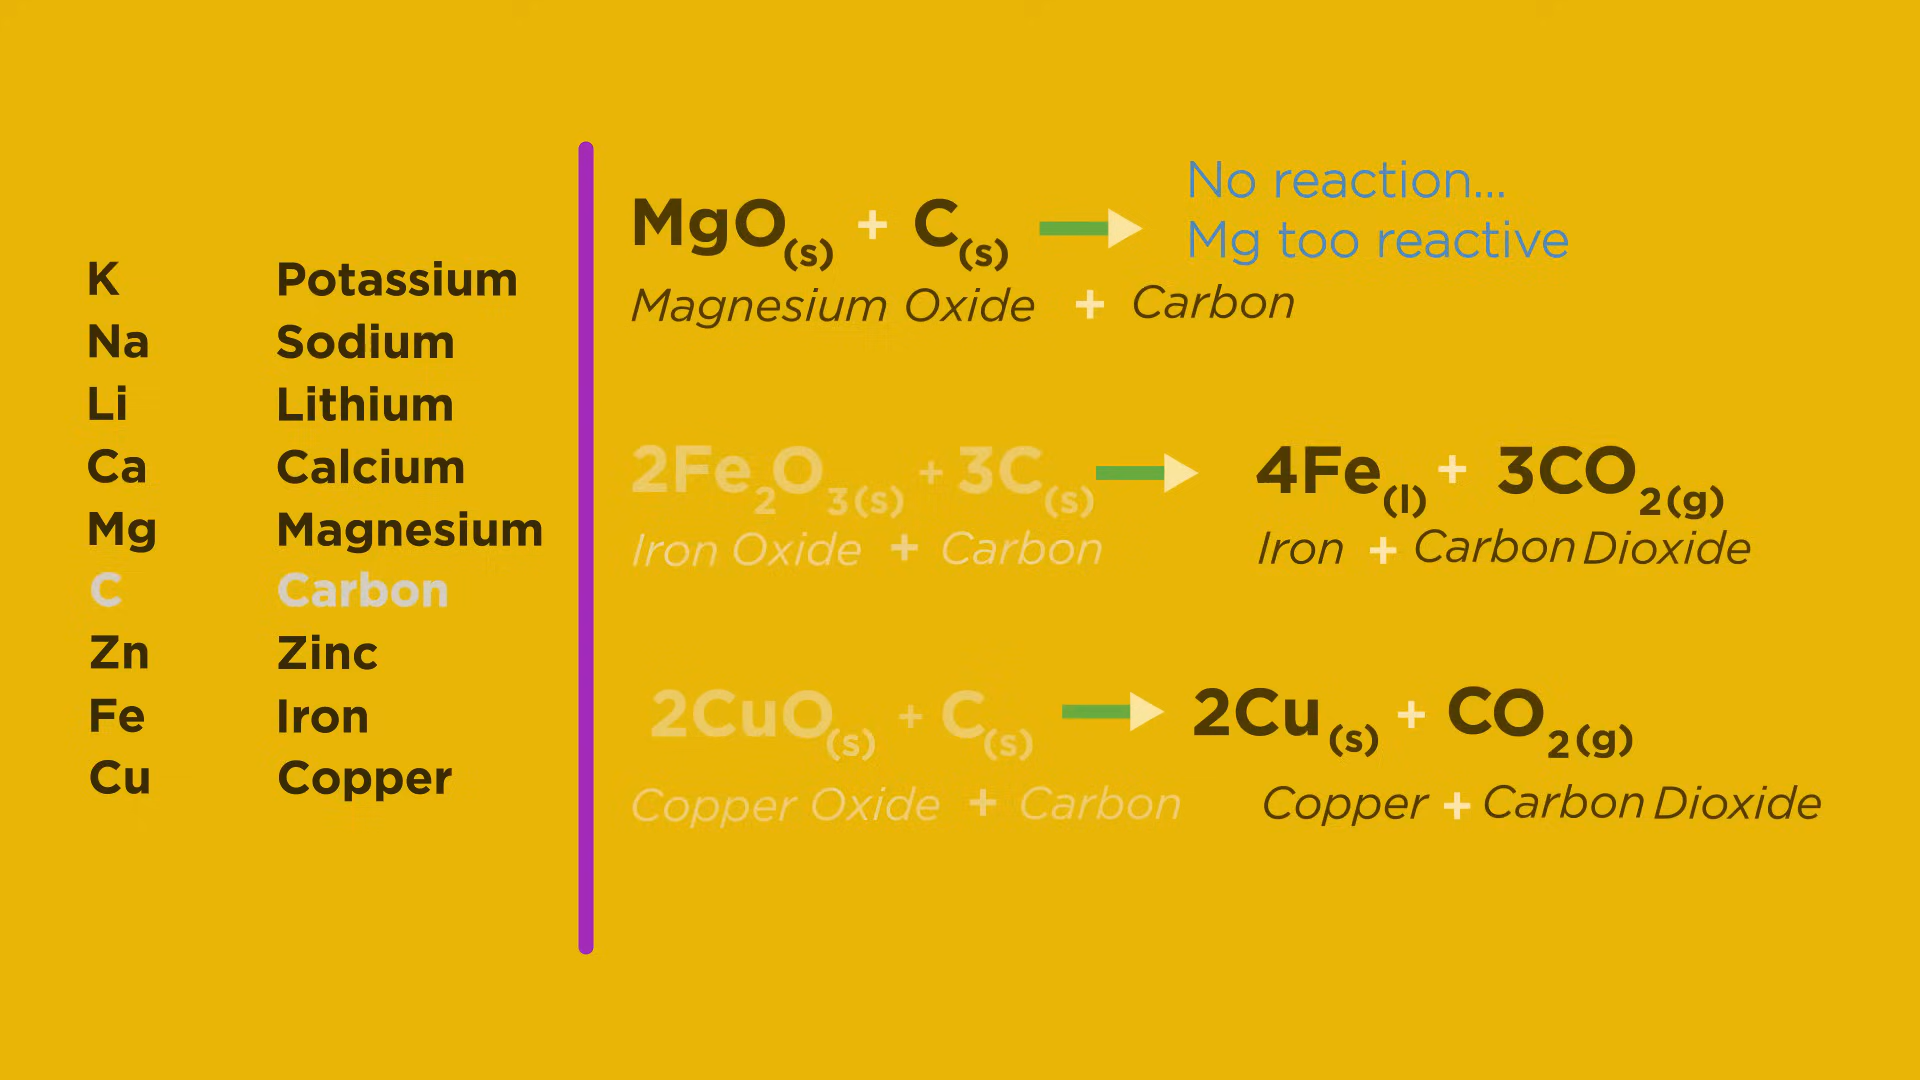 K Potassium
Na Sodium
Li Lithium
Ca Calcium
Mg Magnesium
C Carbon
Zn Zinc
Fe Iron
Cu Copper
MgO(s) + C(s)
No reaction...
Mg too reactive
Magnesium Oxide + Carbon
2Fe2O3(s) + 3C(s) 4Fe(l) + 3CO2(g)
Iron Oxide + Carbon Iron + Carbon Dioxide
2CuO(s) + C(s) 2Cu(s) + CO2(g)
Copper Oxide + Carbon Copper + Carbon Dioxide